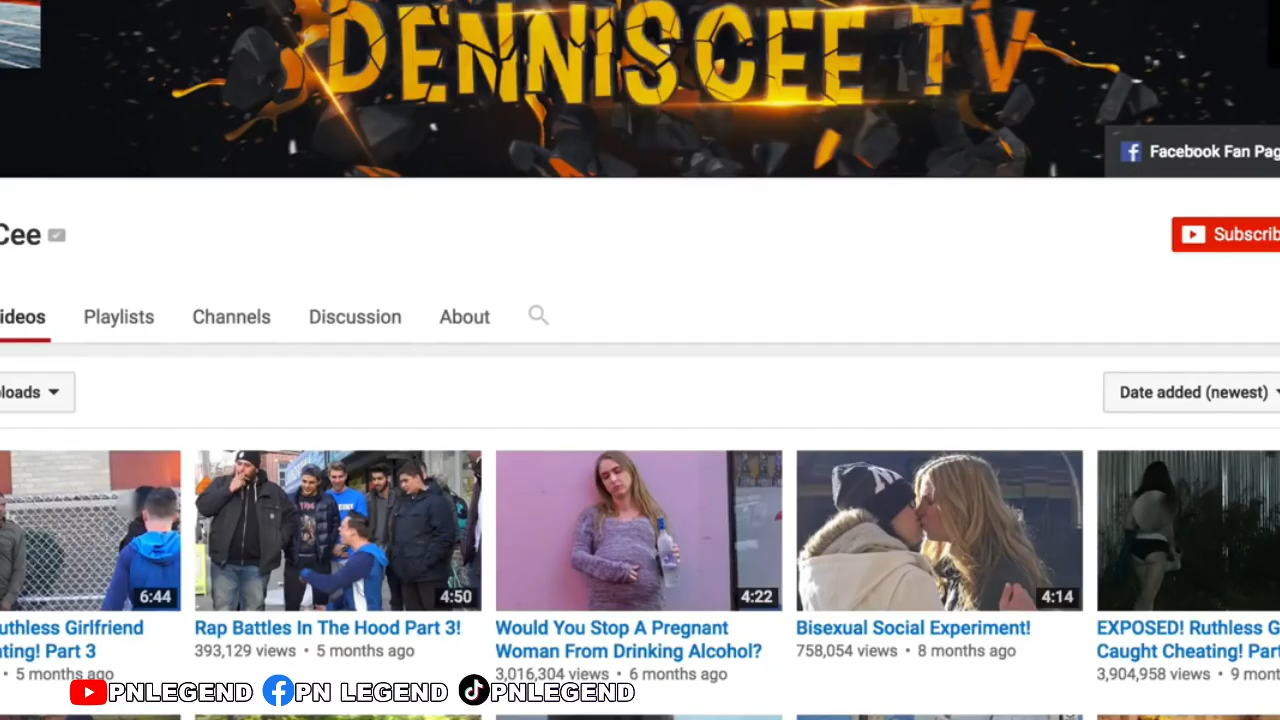 DENNISCEE TV
Facebook Fan Pag
Cee
Subscrib
ideos Playlists Channels Discussion About
loads
Date added (newest)
6:44
4:50
4:22
4:14
uthless Girlfriend
ting! Part 3
• 5 months ago
Rap Battles In The Hood Part 3!
393,129 views • 5 months ago
Would You Stop A Pregnant
Woman From Drinking Alcohol?
3,016,304 views • 6 months ago
Bisexual Social Experiment!
758,054 views • 8 months ago
EXPOSED! Ruthless G
Caught Cheating! Part
3,904,958 views • 9 mont
PNLEGEND PN LEGEND PNLEGEND